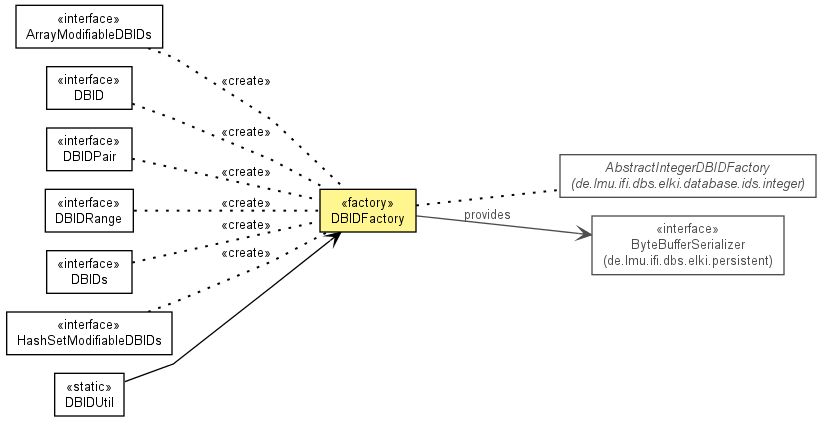 «interface»
ArrayModifiableDBIDs
«interface»
DBID
«interface»
DBIDPair
«interface»
DBIDRange
«interface»
DBIDs
«interface»
HashSetModifiableDBIDs
«static»
DBIDUtil
«create»
«create»
«create»
«create»
«create»
«create»
«factory»
DBIDFactory
provides
AbstractIntegerDBIDFactory
(de.lmu.ifi.dbs.elki.database.ids.integer)
«interface»
ByteBufferSerializer
(de.lmu.ifi.dbs.elki.persistent)